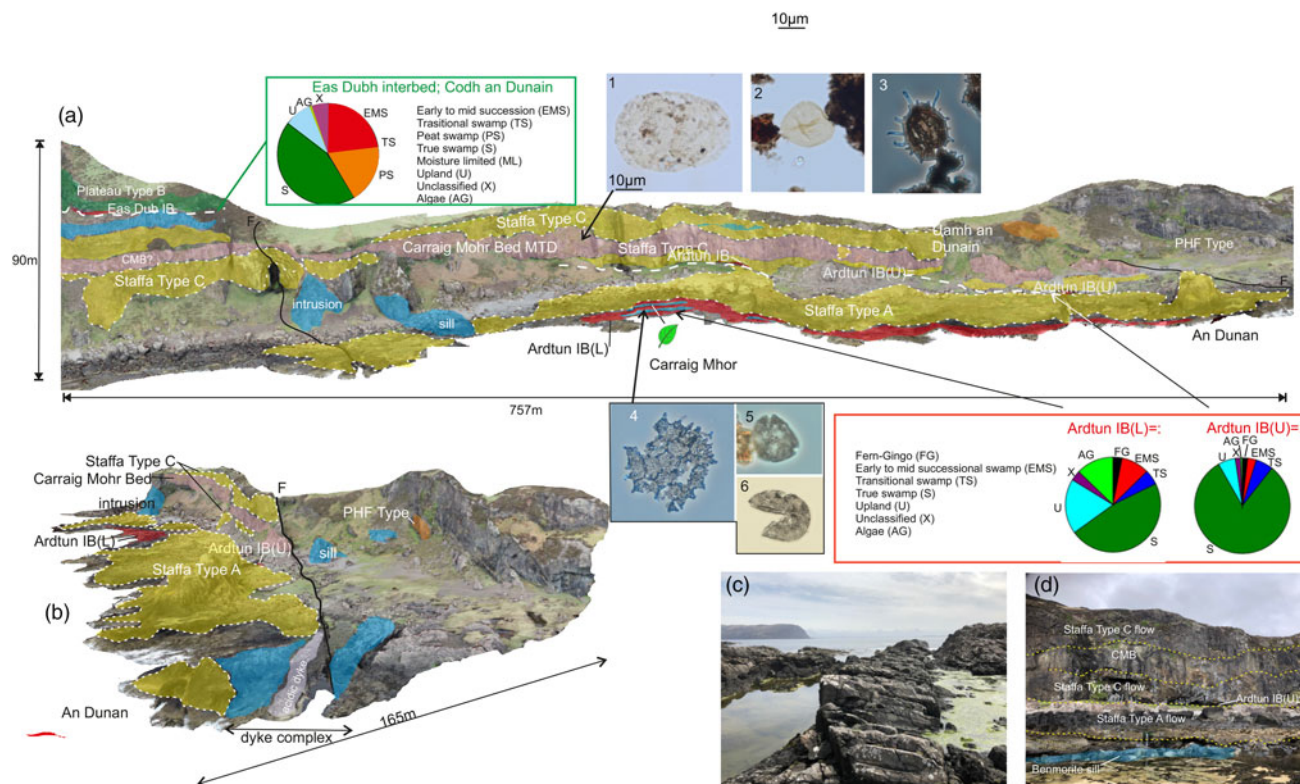 10µm
(a)
Eas Dubh interbed; Codh an Dunain
AG
X
U
EMS
TS
PS
S
Early to mid succession (EMS)
Trasitional swamp (TS)
Peat swamp (PS)
True swamp (S)
Moisture limited (ML)
Upland (U)
Unclassified (X)
Algae (AG)
1
2
3
10µm
90m
Plateau Type B
Eas Dub IB
F
CMB?
Staffa Type C
intrusion
sill
Carraig Mohr Bed MTD
Staffa Type C
Staffa Type C
Ardtun IB
Ardtun IB(U)
Uamh an
Dunain
PHF Type
Ardtun IB(U)
F
Staffa Type A
Ardtun IB(L)
Carraig Mhor
An Dunan
757m
4
5
6
Ardtun IB(L)=:
Ardtun IB(U)=
Fern-Gingo (FG)
Early to mid successional swamp (EMS)
Transitional swamp (TS)
True swamp (S)
Upland (U)
Unclassified (X)
Algae (AG)
AG
FG
EMS
TS
X
U
S
AG
FG
X
EMS
U
TS
S
(b)
Staffa Type C
Carraig Mohr Bed
intrusion
Ardtun IB(L)
Ardtun IB(U)
Staffa Type A
F
PHF Type
sill
An Dunan
dyke
dyke complex
165m
(c)
(d)
Staffa Type C flow
CMB
Staffa Type C flow
Ardtun IB(U)
Staffa Type A flow
Benmorite sill